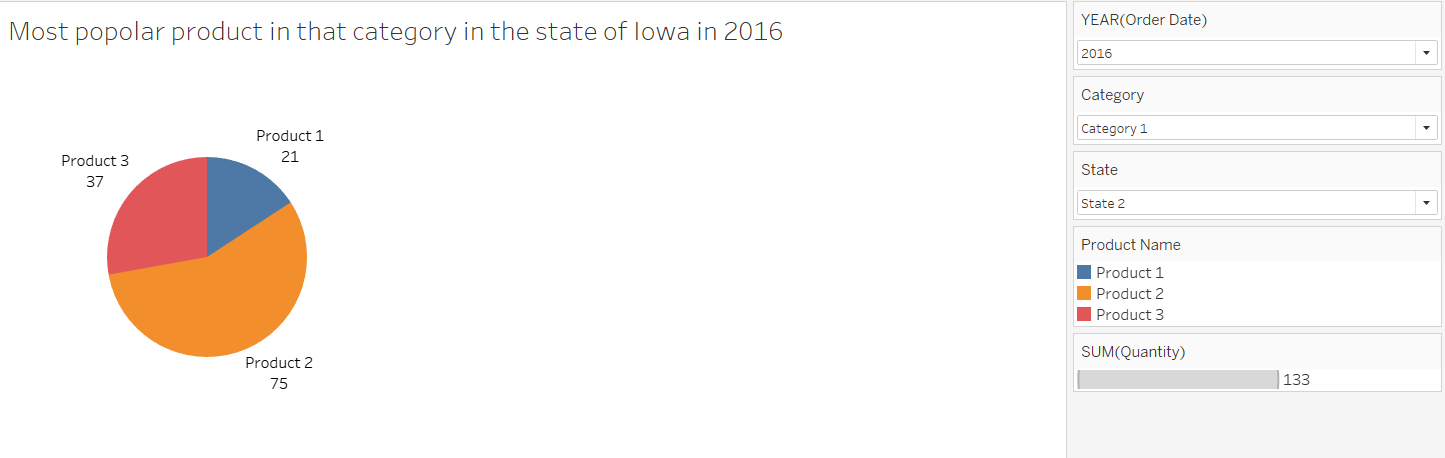 Most popolar product in that category in the state of Iowa in 2016
Product 1
21
Product 3
37
Product 2
75
YEAR(Order Date)
2016
Category
Category 1
State
State 2
Product Name
Product 1
Product 2
Product 3
SUM(Quantity)
133